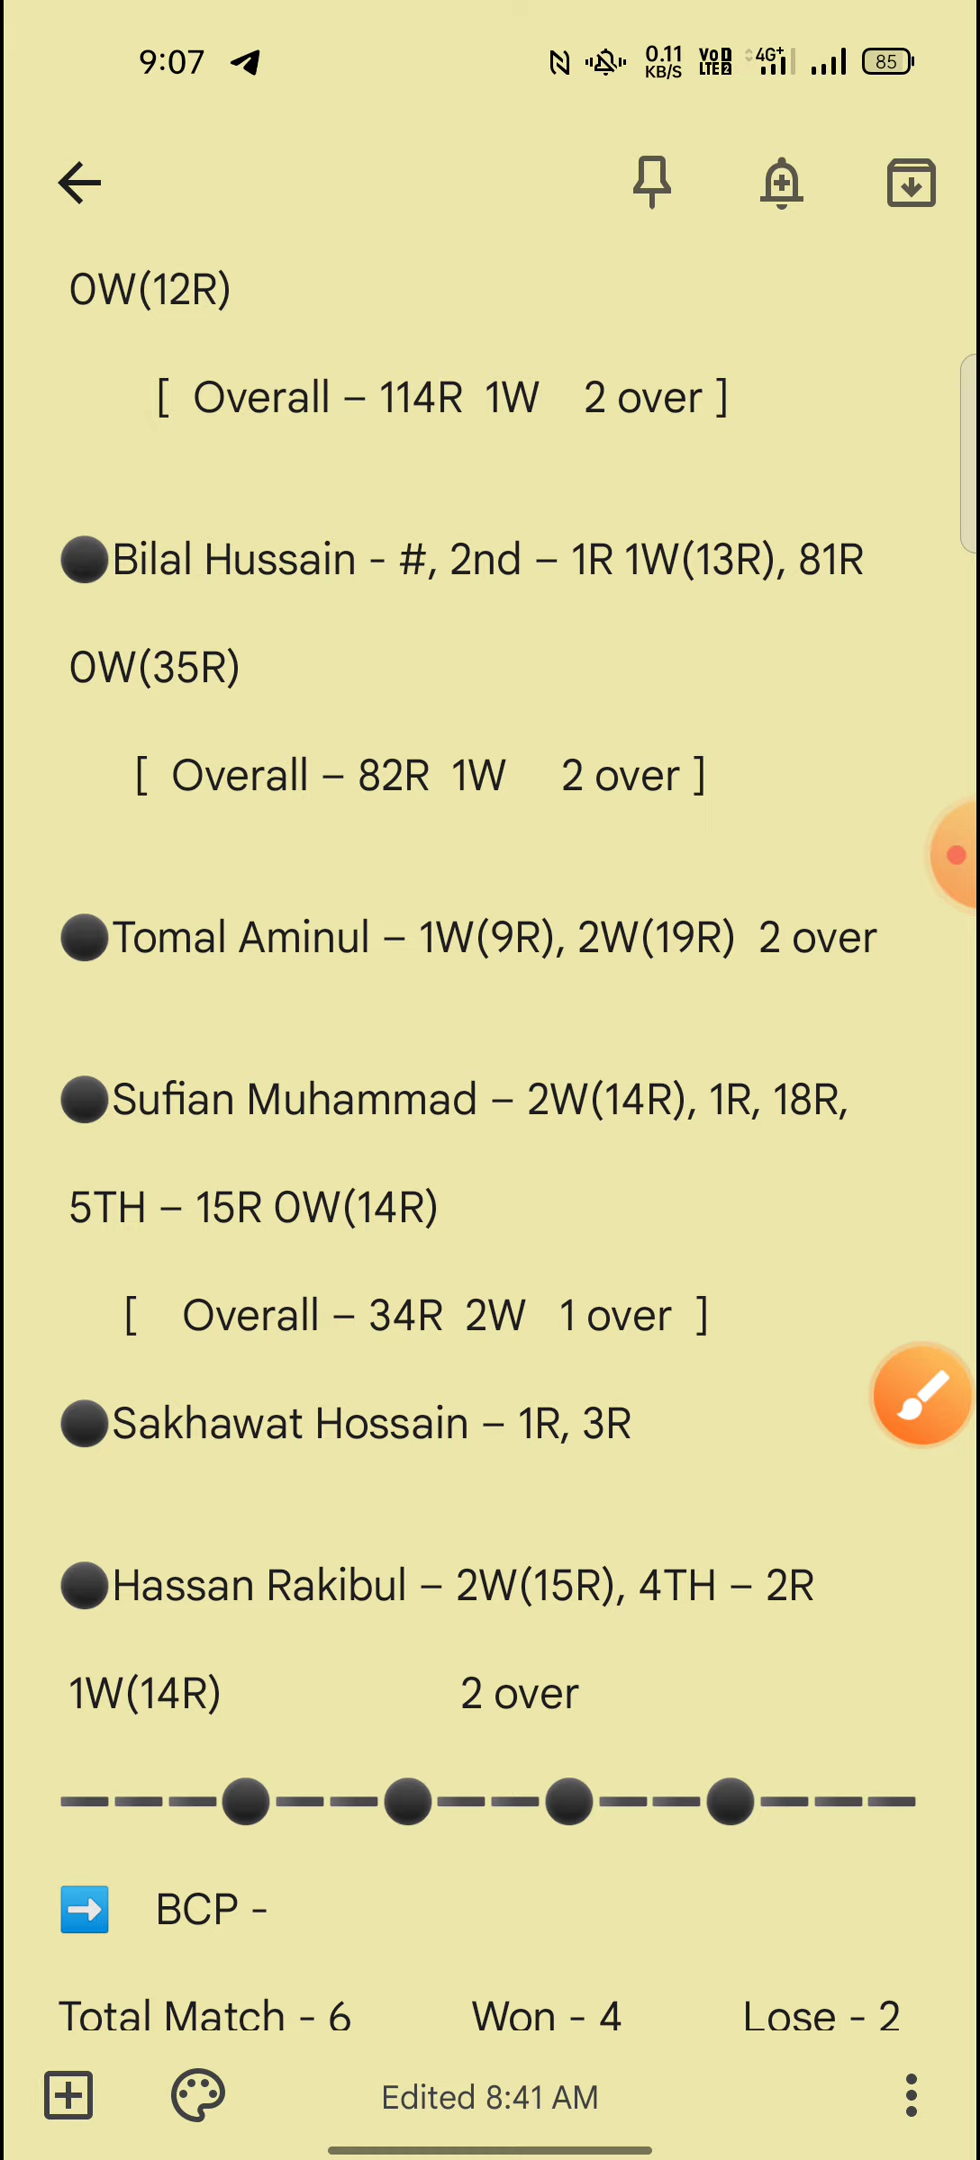 9:07 0.11 KB/S VoD LTE 2 4G+ 85
0W(12R)
[ Overall – 114R 1W 2 over ]
Bilal Hussain - #, 2nd – 1R 1W(13R), 81R
0W(35R)
[ Overall – 82R 1W 2 over ]
Tomal Aminul – 1W(9R), 2W(19R) 2 over
Sufian Muhammad – 2W(14R), 1R, 18R,
5TH – 15R 0W(14R)
[ Overall – 34R 2W 1 over ]
Sakhawat Hossain – 1R, 3R
Hassan Rakibul – 2W(15R), 4TH – 2R
1W(14R) 2 over
BCP -
Total Match - 6 Won - 4 Lose - 2
Edited 8:41 AM